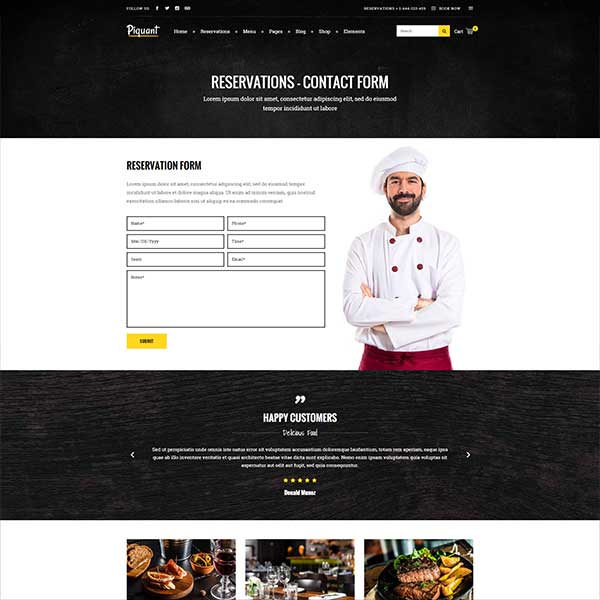 FOLLOW US
RESERVATIONS + 3-444-333-409
BOOK NOW
Piquant
Home Reservations Menu Pages Blog Shop Elements
Search
Cart
RESERVATIONS - CONTACT FORM
Lorem ipsum dolor sit amet, consectetur adipiscing elit, sed do eiusmod
tempor incididunt ut labore
RESERVATION FORM
Lorem ipsum dolor sit amet, consectetur adipiscing elit, sed do eiusmod tempor
incididunt ut labore et dolore magna aliqua. Ut enim ad minim veniam, quis nostrud
exercitation ullamco laboris nisi ut aliquip ex ea commodo consequat
Name*
Phone*
Mm/Dd/Yyyy
Time*
Seats
Email*
Notes*
SUBMIT
HAPPY CUSTOMERS
Delicious Food
Sed ut perspiciatis unde omnis iste natus error sit voluptatem accusantium doloremque laudantium, totam rem aperiam, eaque ipsa
quae ab illo inventore veritatis et quasi architecto beatae vitae dicta sunt explicabo. Nemo enim ipsam voluptatem quia voluptas sit
aspernatur aut odit aut fugit, sed quia consequuntur.
Donald Munoz